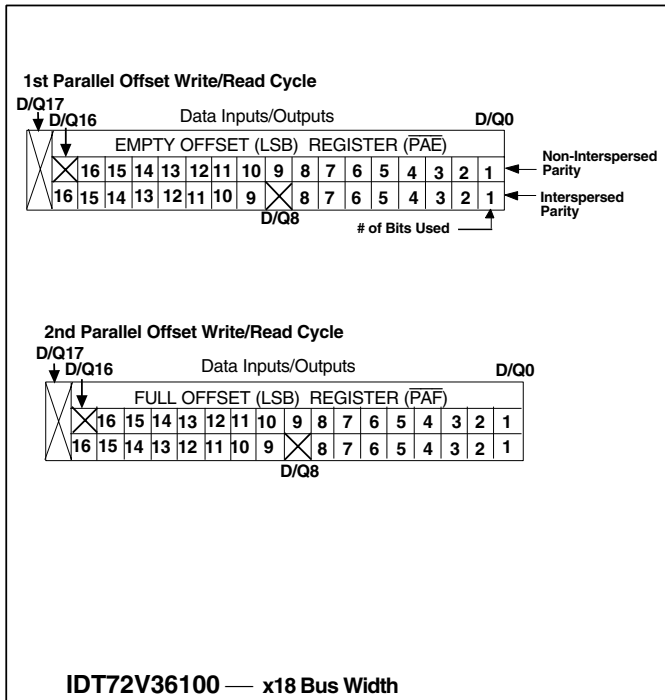 1st Parallel Offset Write/Read Cycle
D/Q17
D/Q16
Data Inputs/Outputs
D/Q0
EMPTY OFFSET (LSB) REGISTER (PAE)
16 15 14 13 12 11 10 9 8 7 6 5 4 3 2 1
Non-Interspersed Parity
16 15 14 13 12 11 10 9 8 7 6 5 4 3 2 1
Interspersed Parity
D/Q8
# of Bits Used
2nd Parallel Offset Write/Read Cycle
D/Q17
D/Q16
Data Inputs/Outputs
D/Q0
FULL OFFSET (LSB) REGISTER (PAF)
16 15 14 13 12 11 10 9 8 7 6 5 4 3 2 1
16 15 14 13 12 11 10 9 8 7 6 5 4 3 2 1
D/Q8
IDT72V36100 — x18 Bus Width